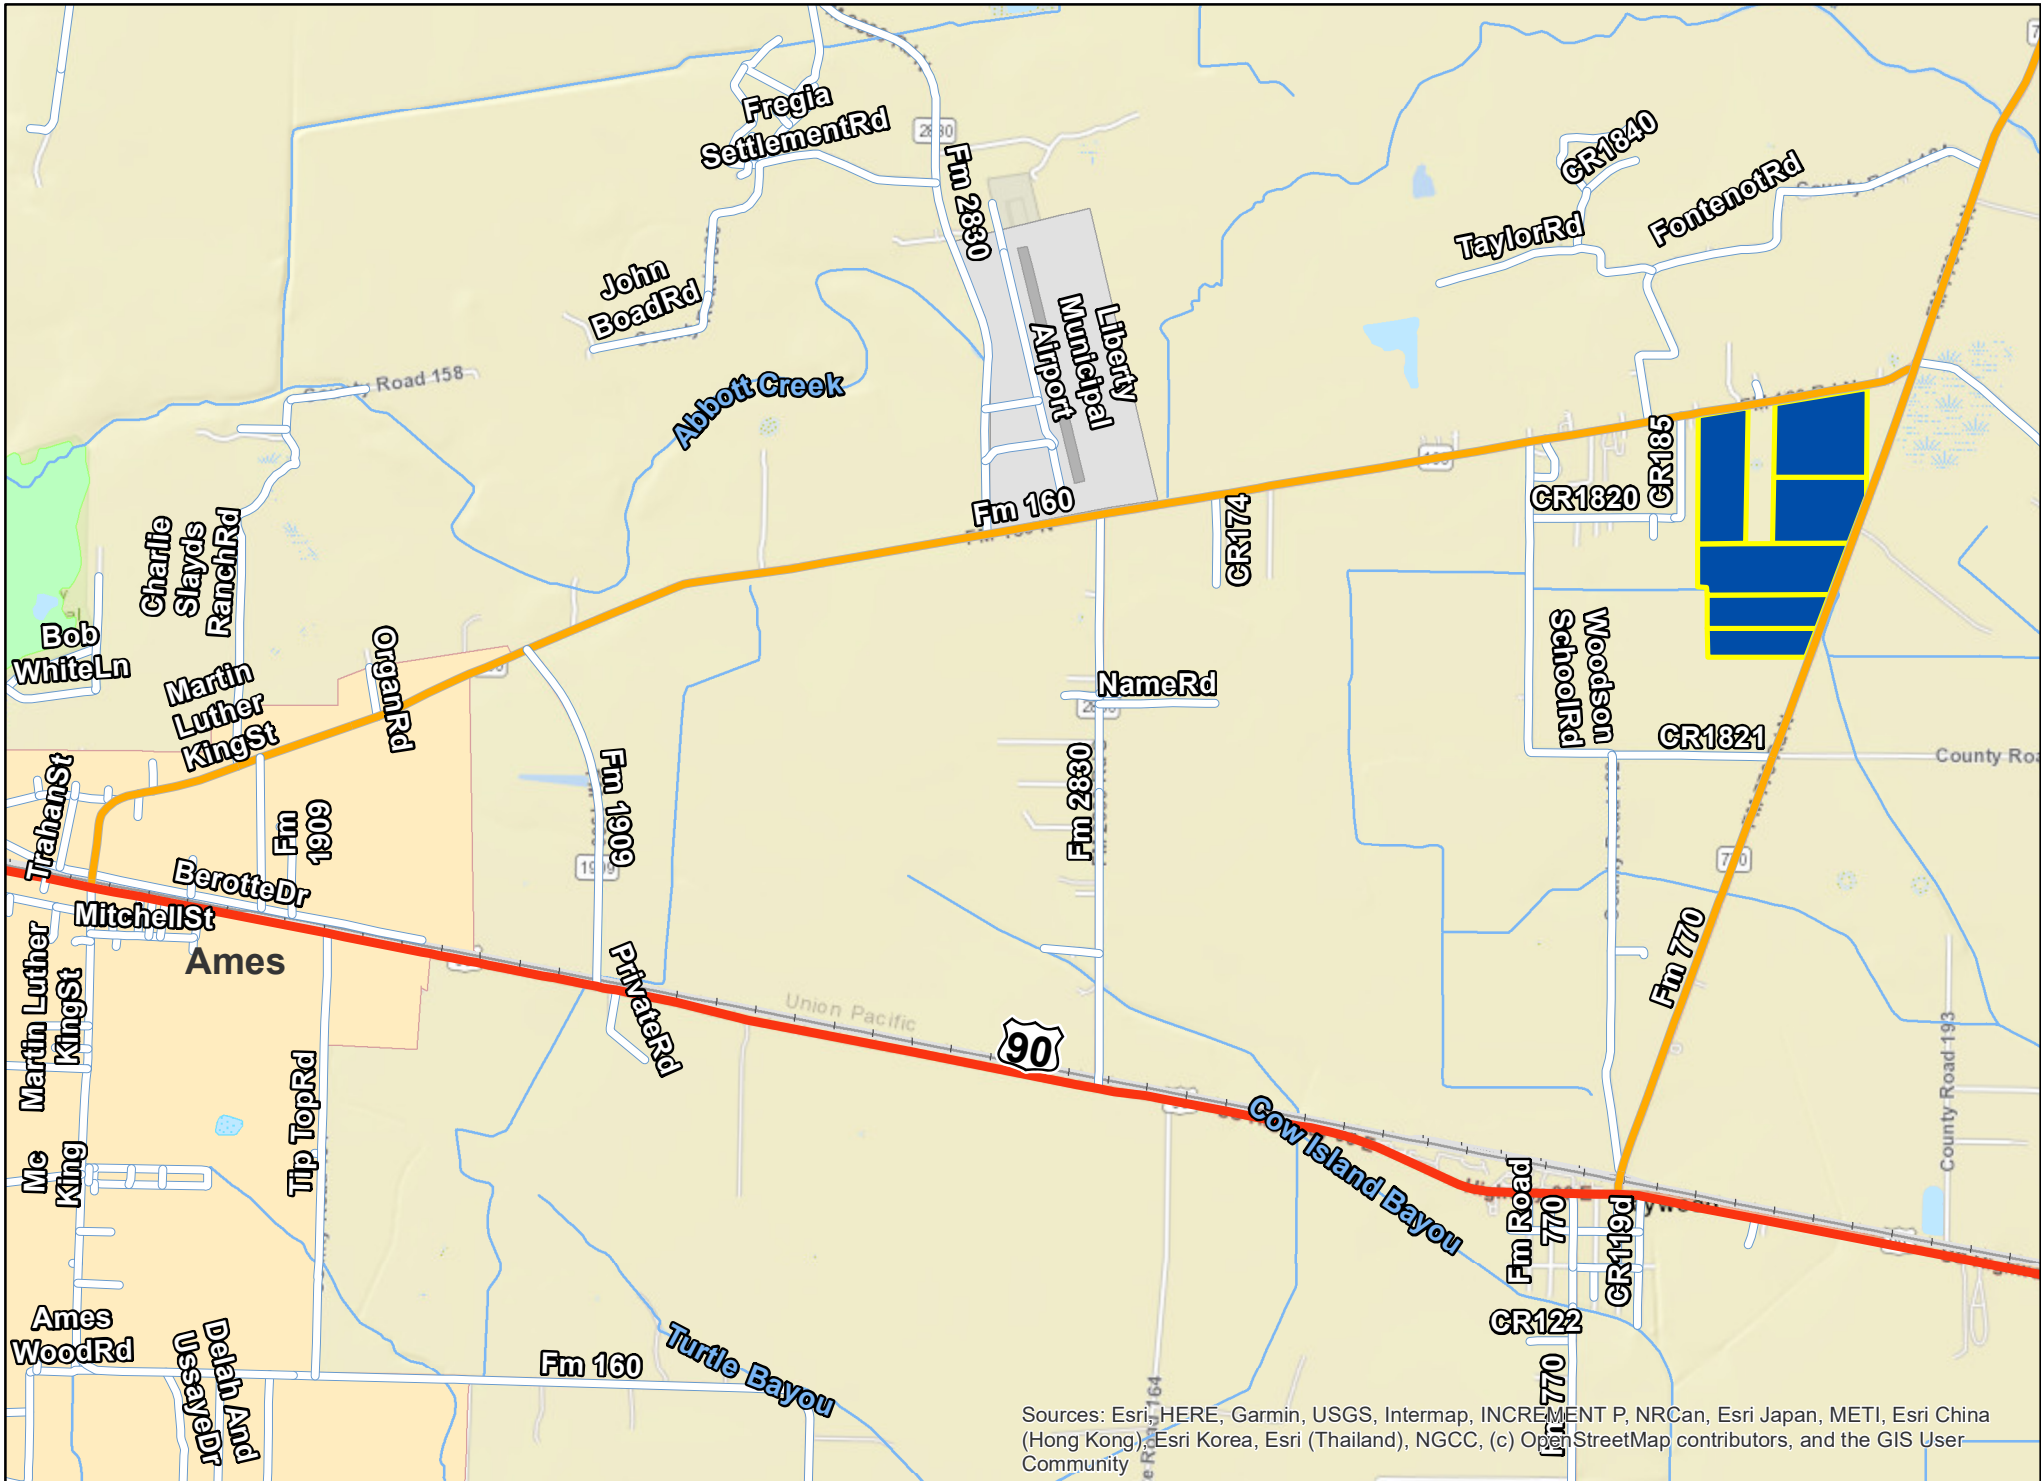 Fregia
SettlementRd
Fm 2830
CR1840
FontenotRd
TaylorRd
John
BoadRd
Liberty
Municipal
Airport
County Road 158
Abbott Creek
CR185
Fm 160
CR1820
CR174
Charlie
Slayds
RanchRd
Bob
WhiteLn
Martin
Luther
KingSt
OrganRd
Woodson
SchoolRd
NameRd
CR1821
County Roa
TrahanSt
Fm
1909
Fm 1909
Fm 2830
BerotteDr
MitchellSt
Ames
Martin Luther
KingSt
PrivateRd
Union Pacific
90
Fm 770
County Road 193
Tip TopRd
Cow Island Bayou
Mc
King
Fm Road
770
CR119d
Ames
WoodRd
Delah And
UssayeDr
Fm 160
Turtle Bayou
CR122
Fm 770
Sources: Esri, HERE, Garmin, USGS, Intermap, INCREMENT P, NRCan, Esri Japan, METI, Esri China
(Hong Kong), Esri Korea, Esri (Thailand), NGCC, (c) OpenStreetMap contributors, and the GIS User
Community